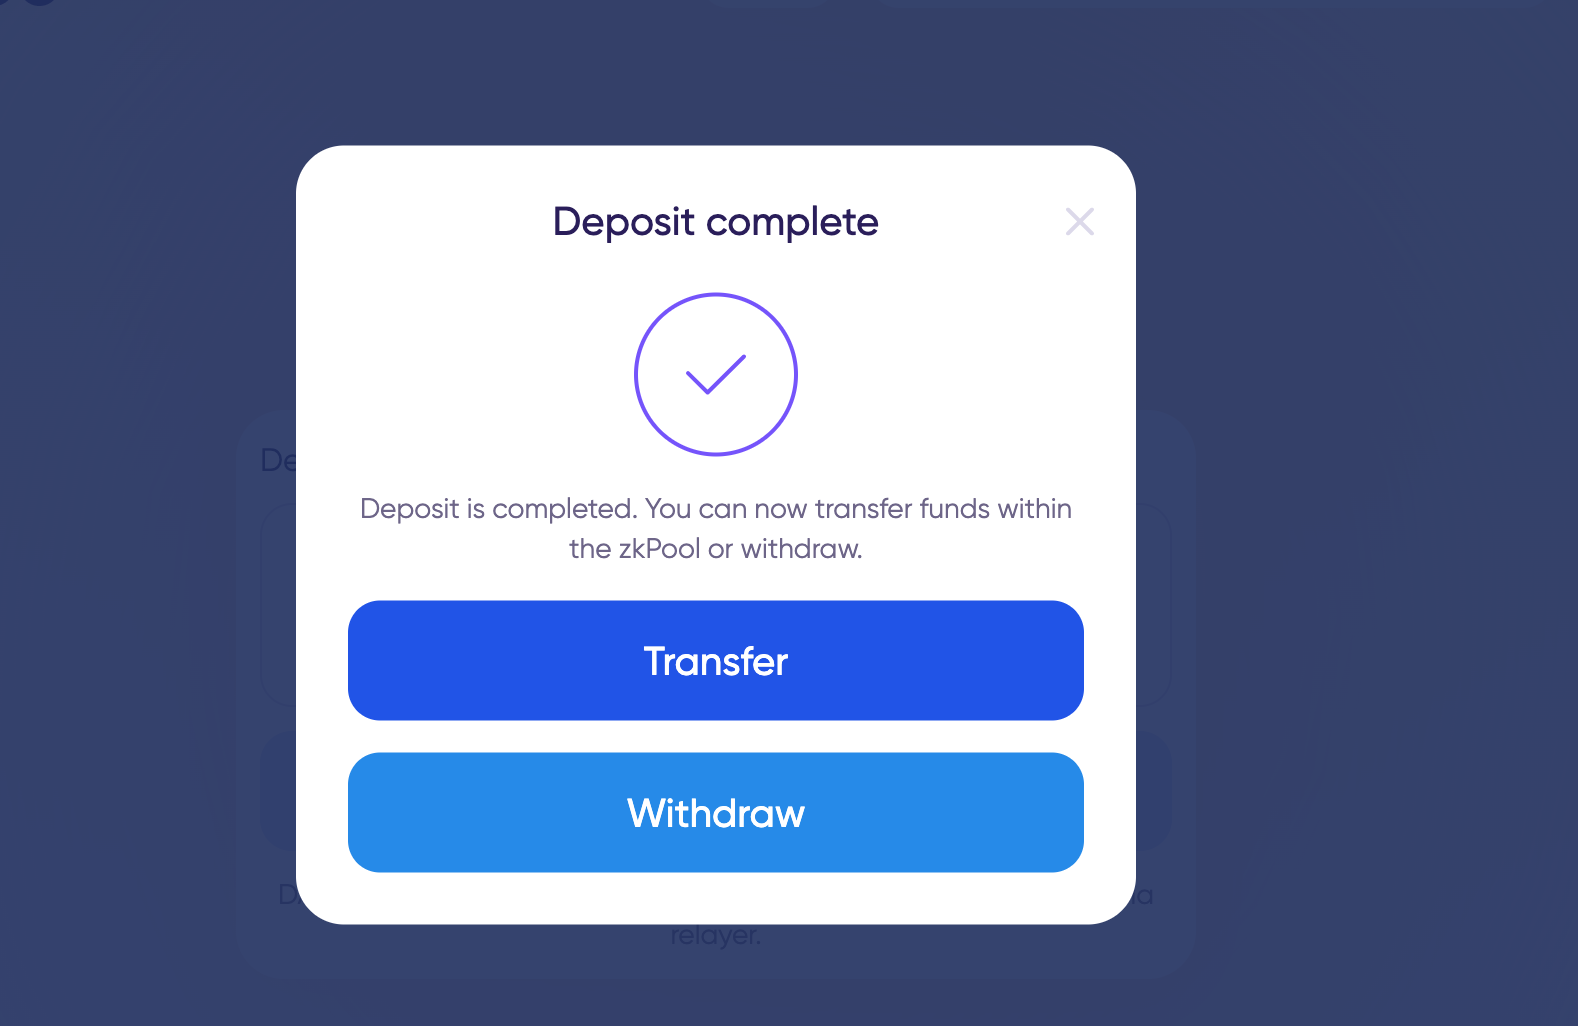 Deposit complete
De
Deposit is completed. You can now transfer funds within
the zkPool or withdraw.
Transfer
Withdraw
relayer.